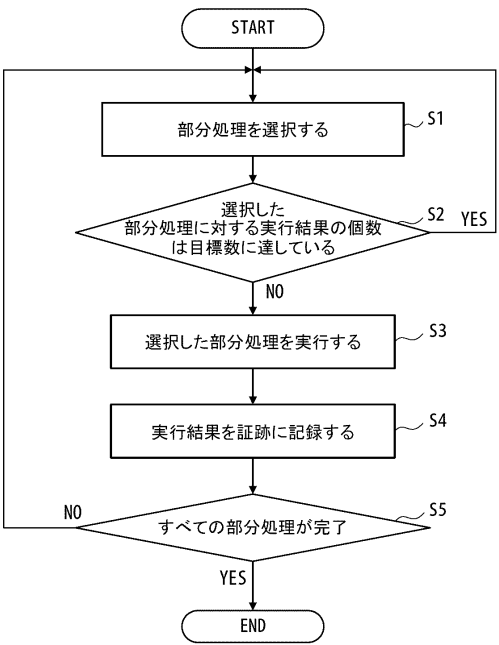 START
部分処理を選択する
S1
選択した
部分処理に対する実行結果の個数
は目標数に達している
S2
YES
NO
選択した部分処理を実行する
S3
実行結果を証跡に記録する
S4
すべての部分処理が完了
S5
NO
YES
END